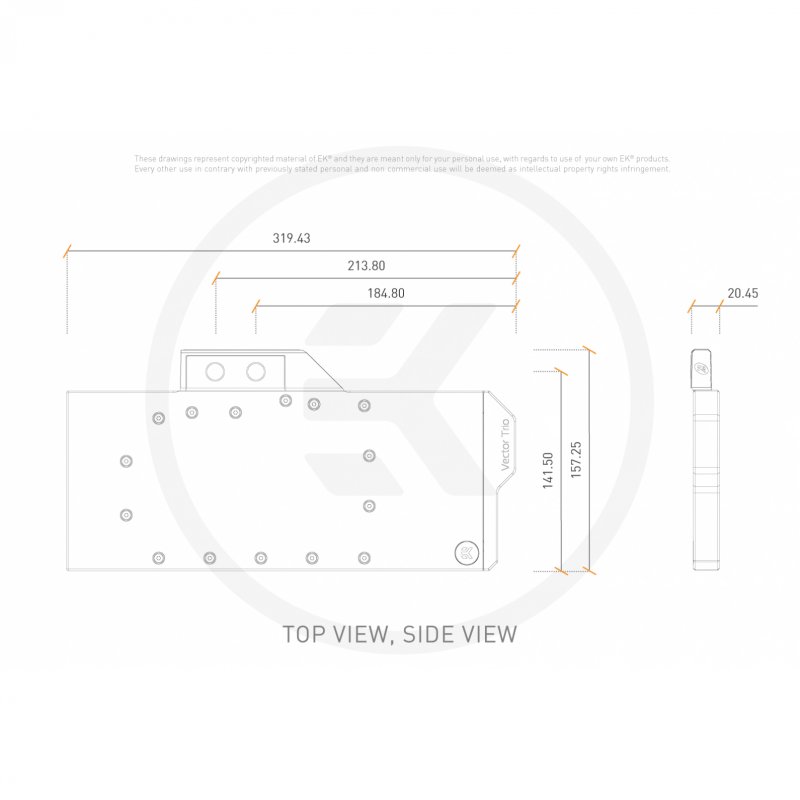 These drawings represent copyrighted material of EK® and they are meant only for your personal use, with regards to use of your own EK® products.
Every other use in contrary with previously stated personal and non commercial use will be deemed as intellectual property rights infringement.
319.43
213.80
184.80
20.45
Vector Trio
141.50
157.25
EK
TOP VIEW, SIDE VIEW